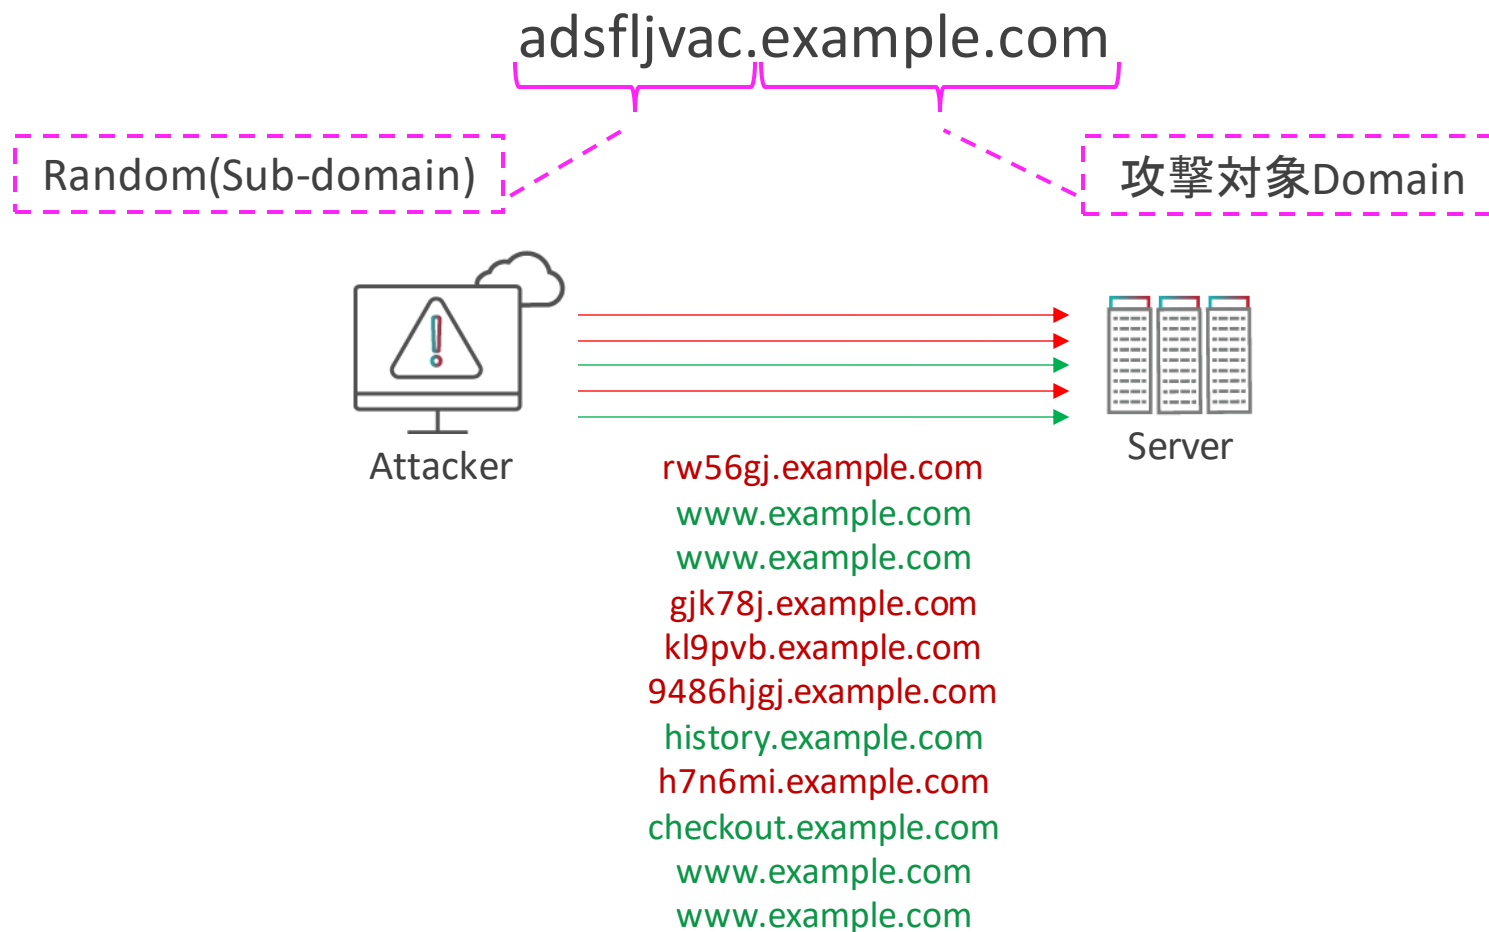 adsfljvac.example.com
Random(Sub-domain)
攻撃対象Domain
Attacker
Server
rw56gj.example.com
www.example.com
www.example.com
gjk78j.example.com
kl9pvb.example.com
9486hjgj.example.com
history.example.com
h7n6mi.example.com
checkout.example.com
www.example.com
www.example.com